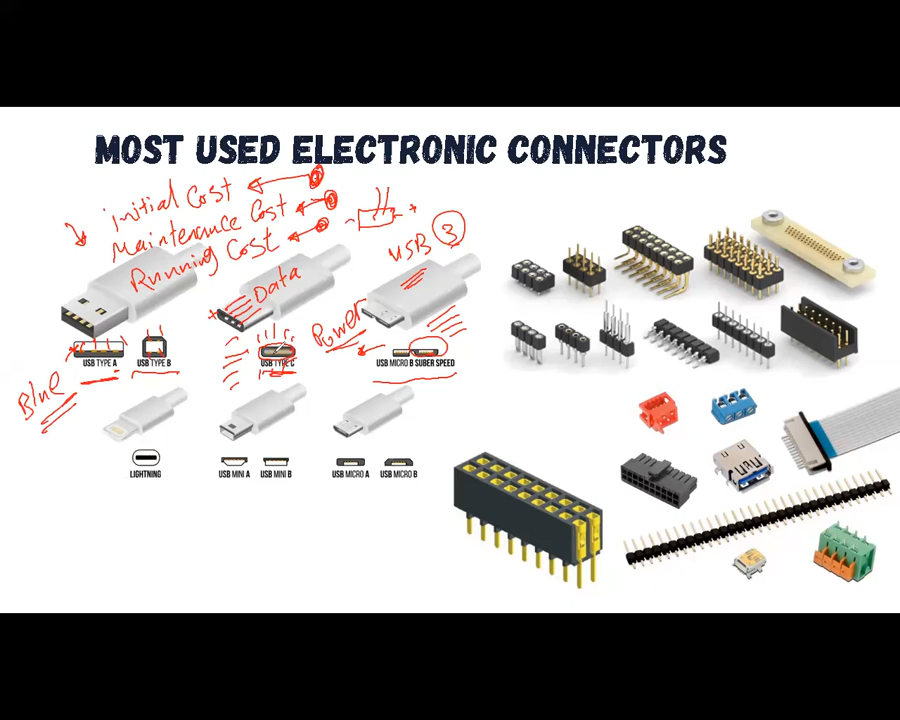 MOST USED ELECTRONIC CONNECTORS
initial Cost
Maintenance Cost
Running Cost
USB 3
Data
Power
+
-
+
USB TYPE A
USB TYPE B
USB TYPE C
USB MICRO B SUBER SPEED
Blue
LIGHTNING
USB MINI A
USB MINI B
USB MICRO A
USB MICRO B